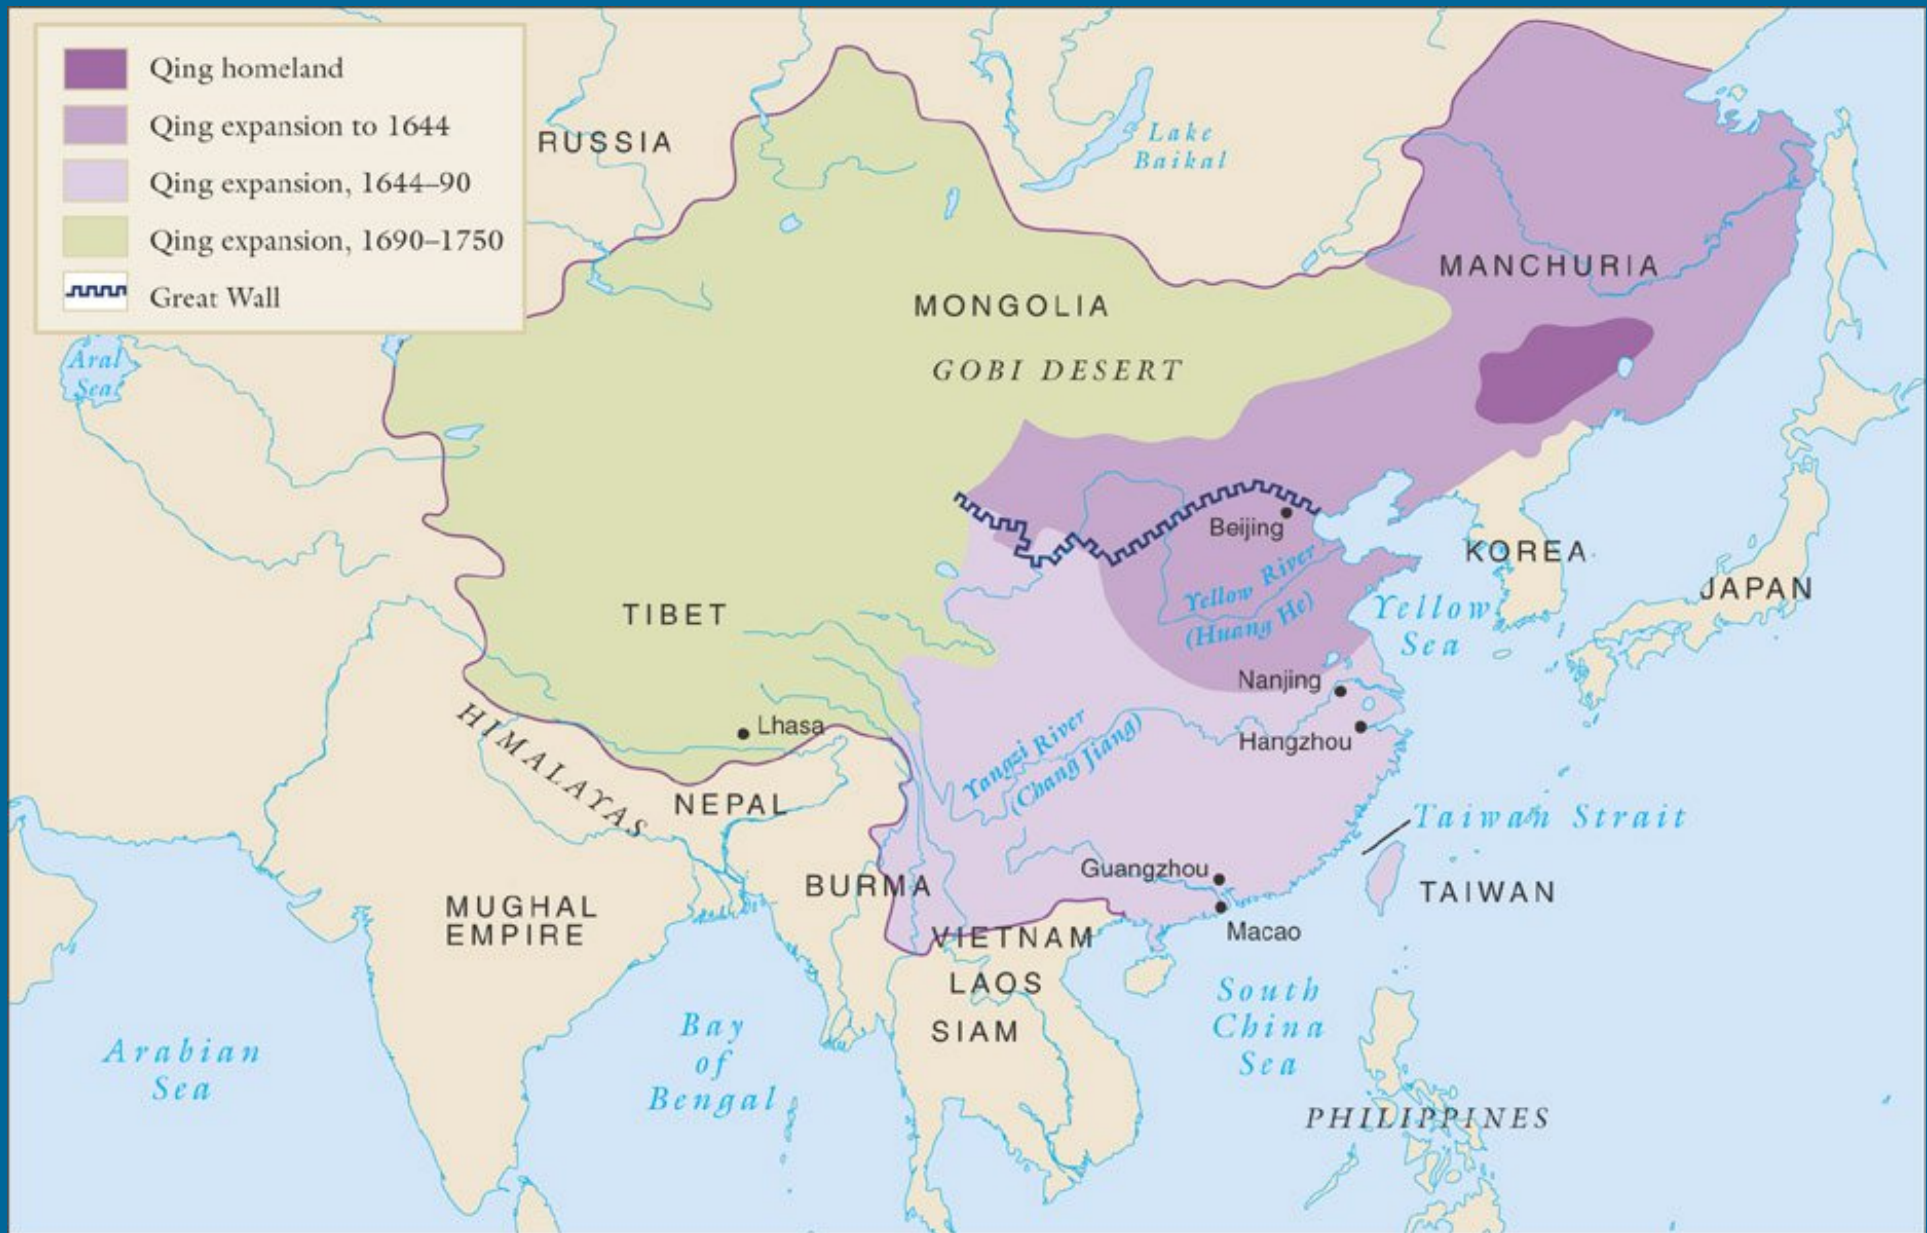 Qing homeland
Qing expansion to 1644
Qing expansion, 1644–90
Qing expansion, 1690–1750
Great Wall
RUSSIA
Lake
Baikal
MANCHURIA
MONGOLIA
GOBI DESERT
Aral
Sea
Beijing
KOREA
JAPAN
Yellow River
(Huang He)
Yellow
Sea
TIBET
Nanjing
Lhasa
Hangzhou
HIMALAYAS
Yangzi River
(Chang Jiang)
NEPAL
Taiwan Strait
Guangzhou
BURMA
TAIWAN
MUGHAL
EMPIRE
Macao
VIETNAM
LAOS
SIAM
South
China
Sea
Bay
of
Bengal
Arabian
Sea
PHILIPPINES